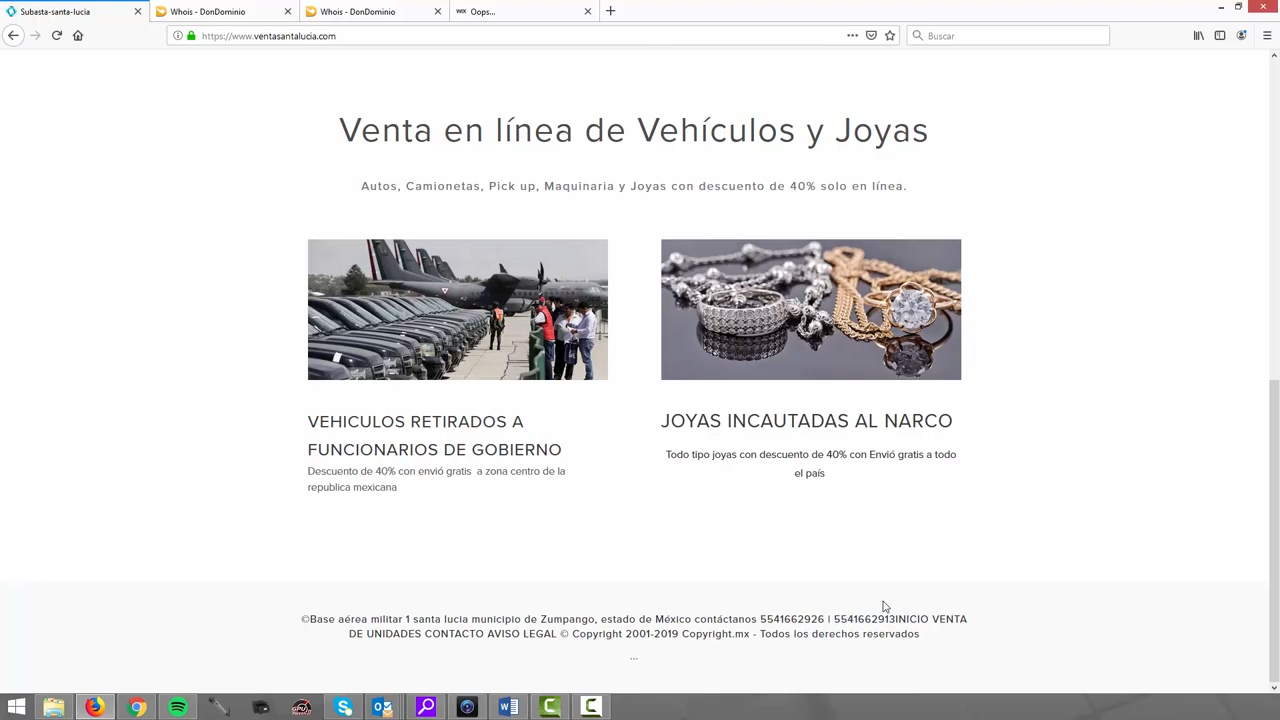 Subasta-santa-lucia
Whois - DonDominio
Whois - DonDominio
WIX
Oops...
https://www.ventasantalucia.com
Buscar
Venta en línea de Vehículos y Joyas
Autos, Camionetas, Pick up, Maquinaria y Joyas con descuento de 40% solo en línea.
VEHICULOS RETIRADOS A
FUNCIONARIOS DE GOBIERNO
Descuento de 40% con envió gratis a zona centro de la
republica mexicana
JOYAS INCAUTADAS AL NARCO
Todo tipo joyas con descuento de 40% con Envió gratis a todo
el país
©Base aérea militar 1 santa lucia municipio de Zumpango, estado de México contáctanos 5541662926 | 5541662913INICIO VENTA
DE UNIDADES CONTACTO AVISO LEGAL © Copyright 2001-2019 Copyright.mx - Todos los derechos reservados
...